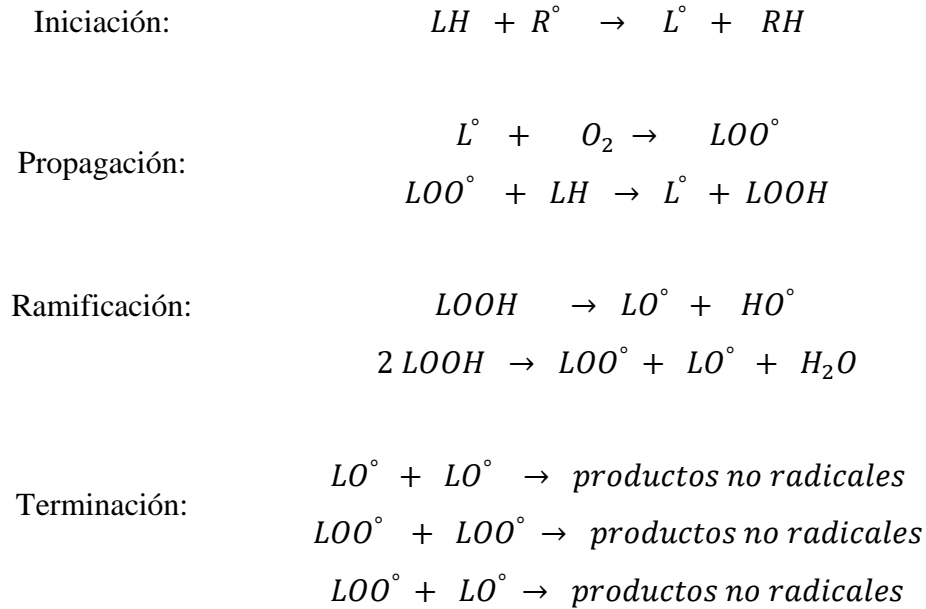 Iniciación: LH + R° → L° + RH
L° + O₂ → LOO°
Propagación:
LOO° + LH → L° + LOOH
Ramificación: LOOH → LO° + HO°
2 LOOH → LOO° + LO° + H₂O
LO° + LO° → productos no radicales
Terminación:
LOO° + LOO° → productos no radicales
LOO° + LO° → productos no radicales